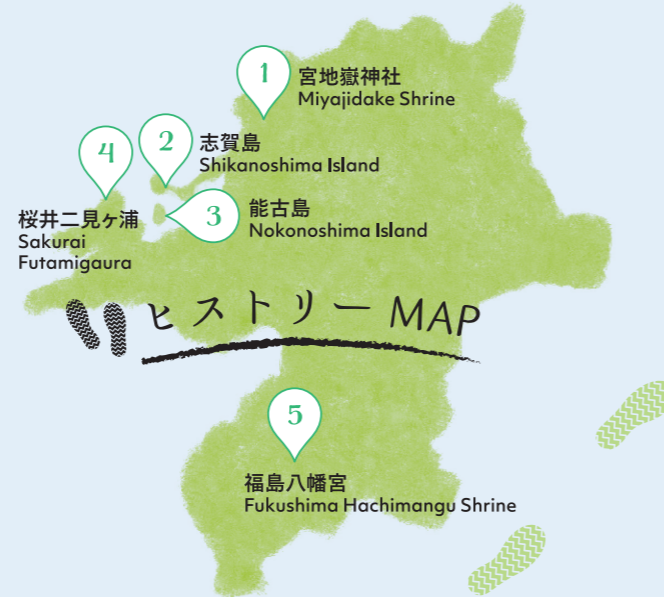 1
宮地嶽神社
Miyajidake Shrine
2
志賀島
Shikanoshima Island
3
能古島
Nokonoshima Island
4
桜井二見ヶ浦
Sakurai
Futamigaura
ヒストリーMAP
5
福島八幡宮
Fukushima Hachimangu Shrine